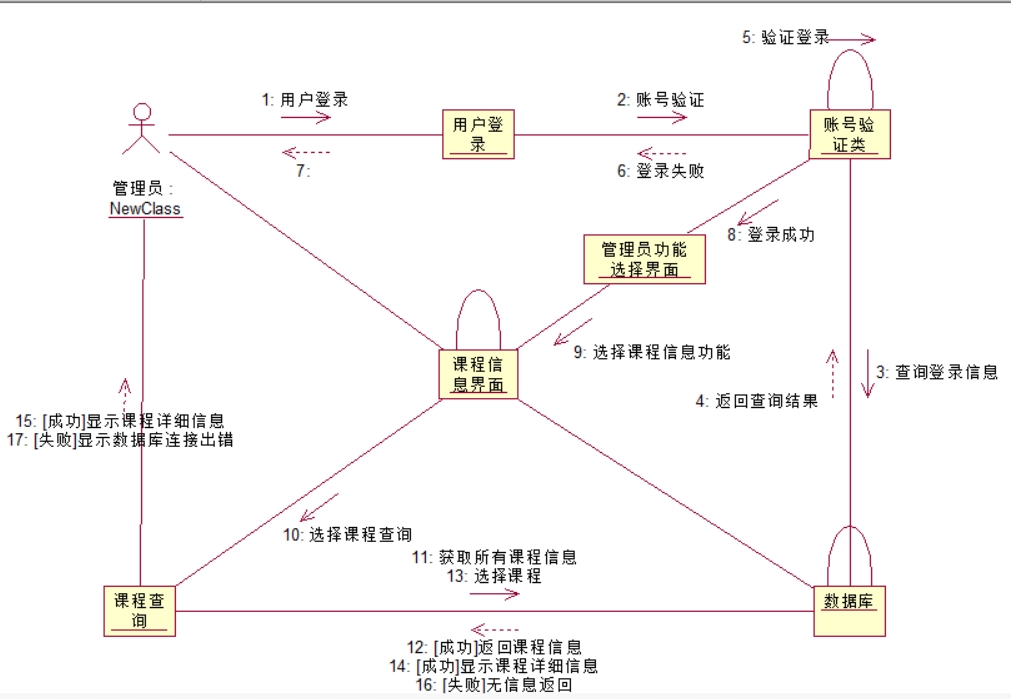 5: 验证登录
1: 用户登录
2: 账号验证
用户登
录
账号验
证类
7:
6: 登录失败
管理员 :
NewClass
8: 登录成功
管理员功能
选择界面
9: 选择课程信息功能
课程信
息界面
3: 查询登录信息
4: 返回查询结果
15: [成功]显示课程详细信息
17: [失败]显示数据库连接出错
10: 选择课程查询
11: 获取所有课程信息
13: 选择课程
课程查
询
数据库
12: [成功]返回课程信息
14: [成功]显示课程详细信息
16: [失败]无信息返回